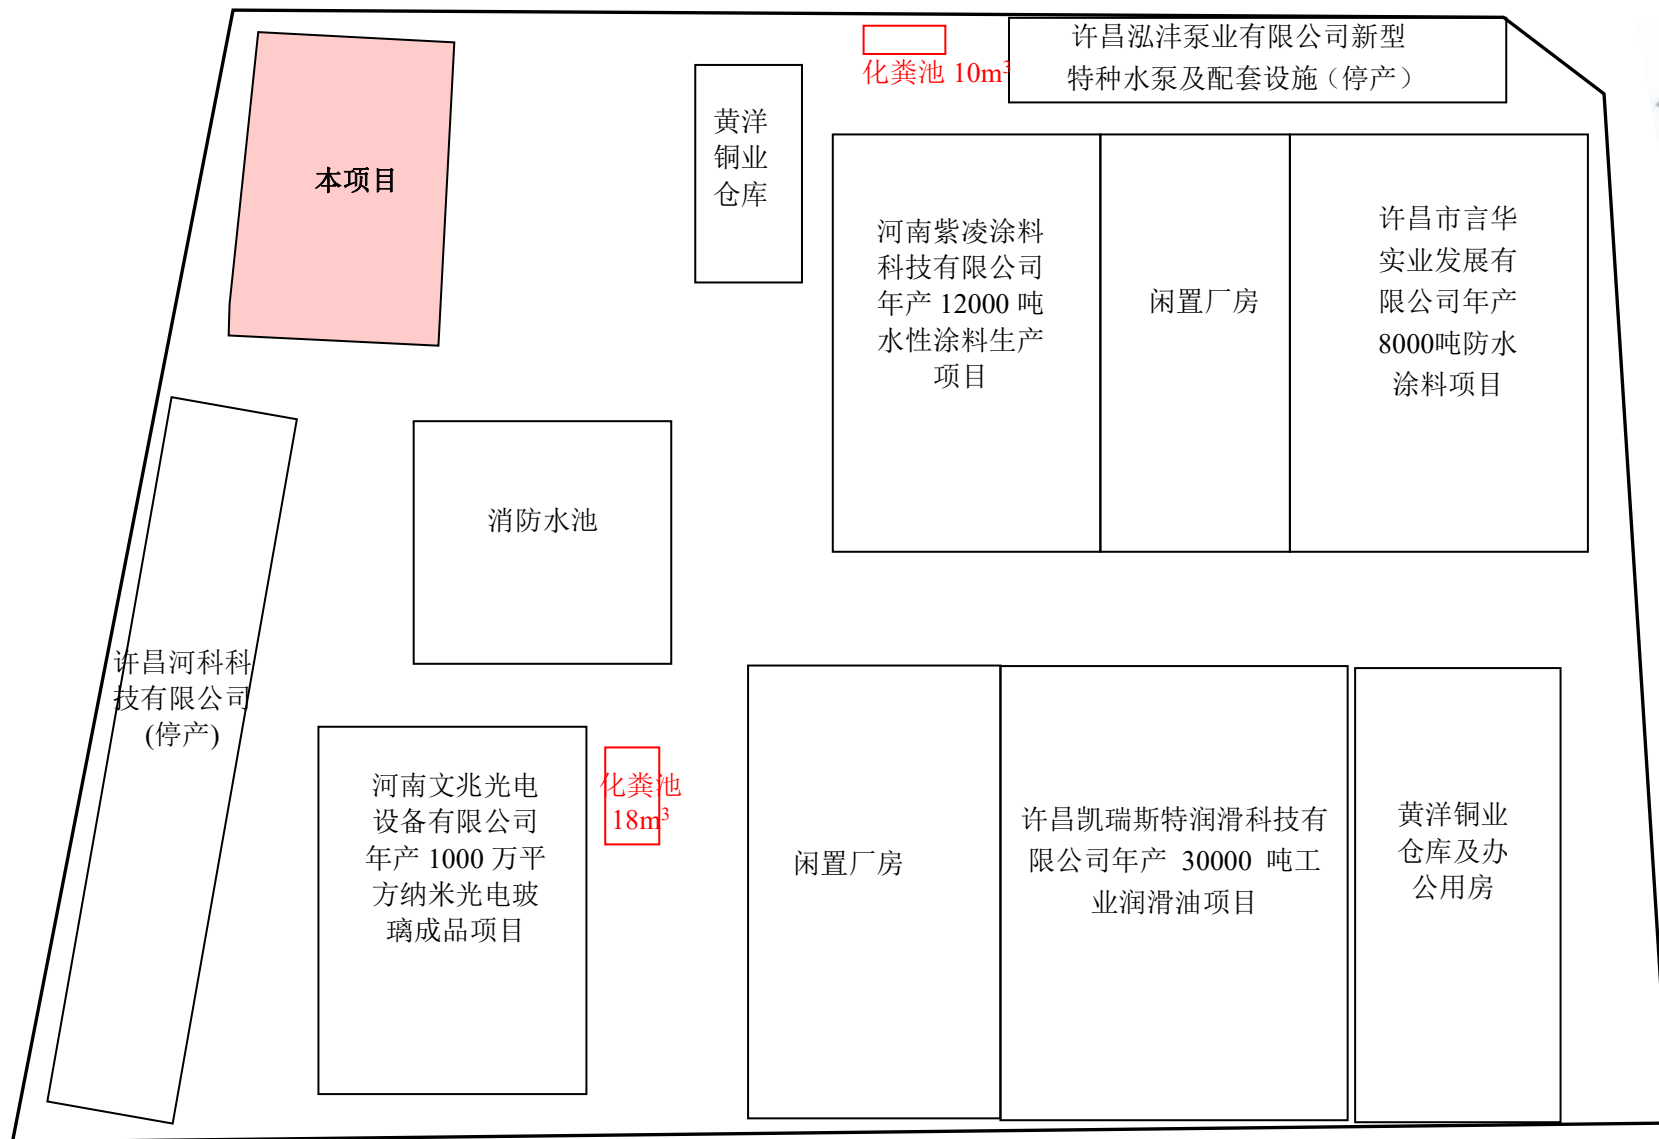 许昌泓沣泵业有限公司新型
特种水泵及配套设施（停产）
化粪池 10m³
黄洋
铜业
仓库
本项目
河南紫凌涂料
科技有限公司
年产 12000 吨
水性涂料生产
项目
闲置厂房
许昌市言华
实业发展有
限公司年产
8000吨防水
涂料项目
消防水池
许昌河科科
技有限公司
(停产)
河南文兆光电
设备有限公司
年产 1000 万平
方纳米光电玻
璃成品项目
化粪池
18m³
闲置厂房
许昌凯瑞斯特润滑科技有
限公司年产 30000 吨工
业润滑油项目
黄洋铜业
仓库及办
公用房